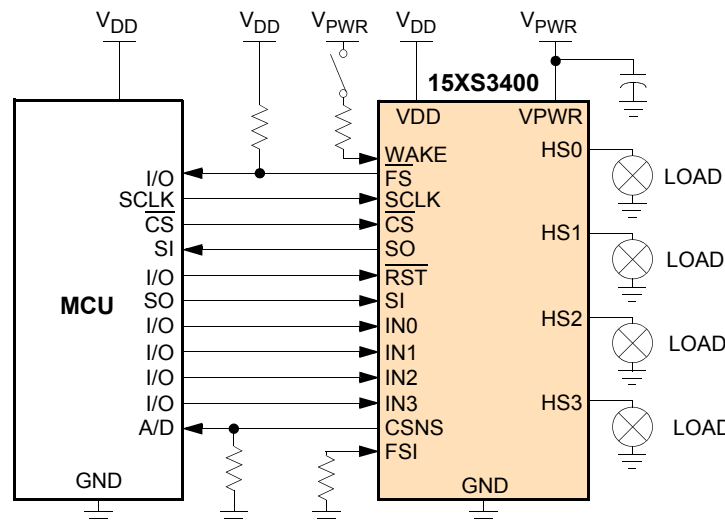 VDD VDD VPWR VDD VPWR
15XS3400
VDD VPWR
WAKE
I/O FS
SCLK SCLK
CS CS
SI SO
I/O RST
SO SI
I/O IN0
I/O IN1
I/O IN2
I/O IN3
A/D CSNS
FSI
MCU
GND
GND
HS0 LOAD
HS1 LOAD
HS2 LOAD
HS3 LOAD